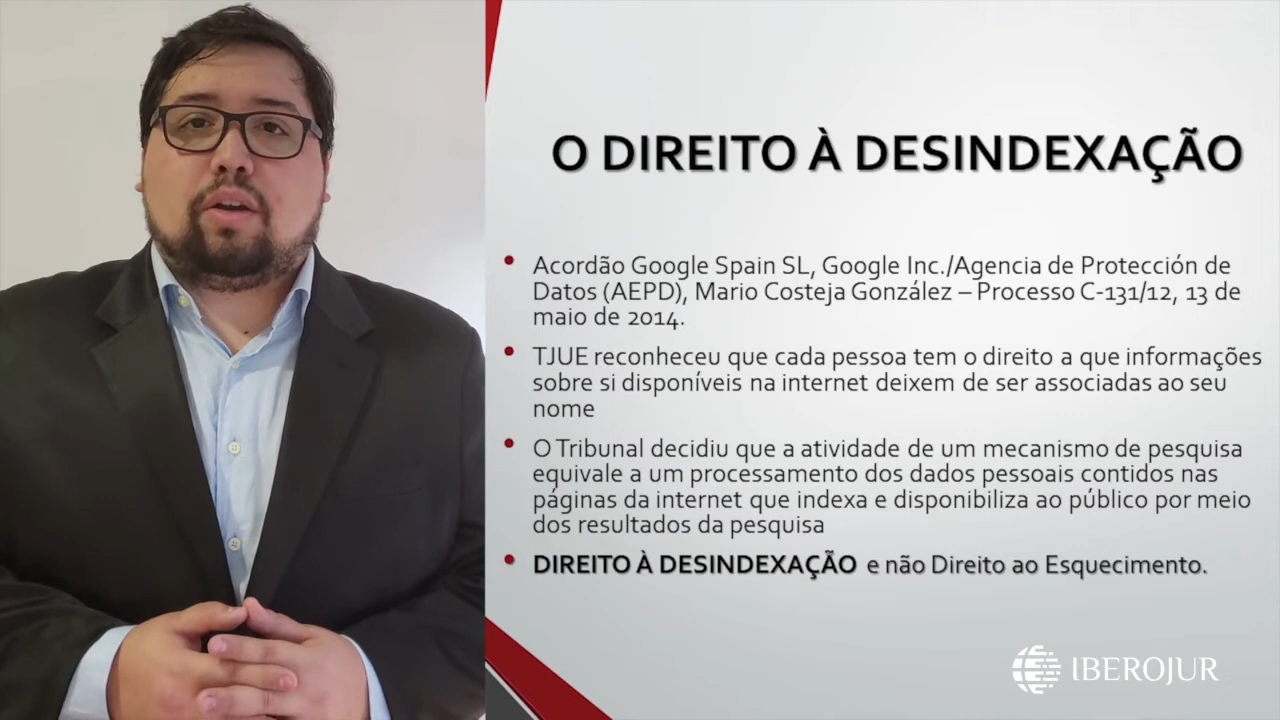 O DIREITO À DESINDEXAÇÃO
• Acordão Google Spain SL, Google Inc./Agencia de Protección de
Datos (AEPD), Mario Costeja González – Processo C-131/12, 13 de
maio de 2014.
• TJUE reconheceu que cada pessoa tem o direito a que informações
sobre si disponíveis na internet deixem de ser associadas ao seu
nome
• O Tribunal decidiu que a atividade de um mecanismo de pesquisa
equivale a um processamento dos dados pessoais contidos nas
páginas da internet que indexa e disponibiliza ao público por meio
dos resultados da pesquisa
• DIREITO À DESINDEXAÇÃO e não Direito ao Esquecimento.
IBEROJUR